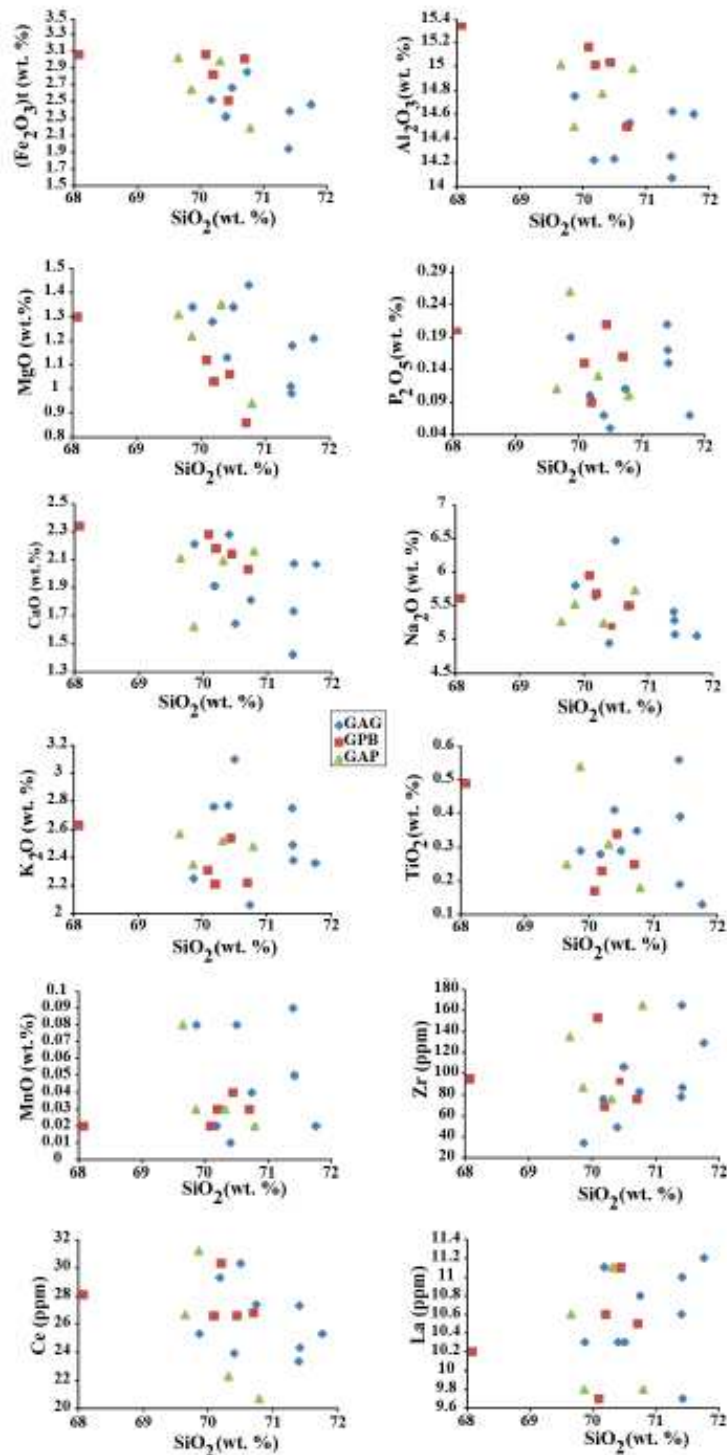 (Fe2O3)t (wt. %)
3.5
3.3
3.1
2.9
2.7
2.5
2.3
2.1
1.9
1.7
1.5
68 69 70 71 72
SiO2(wt. %)
Al2O3(wt. %)
15.4
15
14.6
14.2
14
68 69 70 71 72
SiO2(wt. %)
MgO (wt.%)
1.5
1.4
1.3
1.2
1.1
1
0.9
0.8
68 69 70 71 72
SiO2(wt. %)
P2O5(wt. %)
0.29
0.24
0.19
0.14
0.09
0.04
68 69 70 71 72
SiO2(wt. %)
CaO (wt.%)
2.5
2.3
2.1
1.9
1.7
1.5
1.3
68 69 70 71 72
SiO2(wt. %)
Na2O (wt. %)
7
6.5
6
5.5
5
4.5
68 69 70 71 72
SiO2(wt. %)
GAG
GPB
GAP
K2O (wt. %)
3.2
3
2.8
2.6
2.4
2.2
2
68 69 70 71 72
SiO2(wt. %)
TiO2(wt. %)
0.6
0.5
0.4
0.3
0.2
0.1
68 69 70 71 72
SiO2(wt. %)
MnO (wt.%)
0.1
0.09
0.08
0.07
0.06
0.05
0.04
0.03
0.02
0.01
0
68 69 70 71 72
SiO2(wt. %)
Zr (ppm)
180
160
140
120
100
80
60
40
20
68 69 70 71 72
SiO2(wt. %)
Ce (ppm)
32
30
28
26
24
22
20
68 69 70 71 72
SiO2(wt. %)
La (ppm)
11.4
11.2
11
10.8
10.6
10.4
10.2
10
9.8
9.6
68 69 70 71 72
SiO2(wt. %)